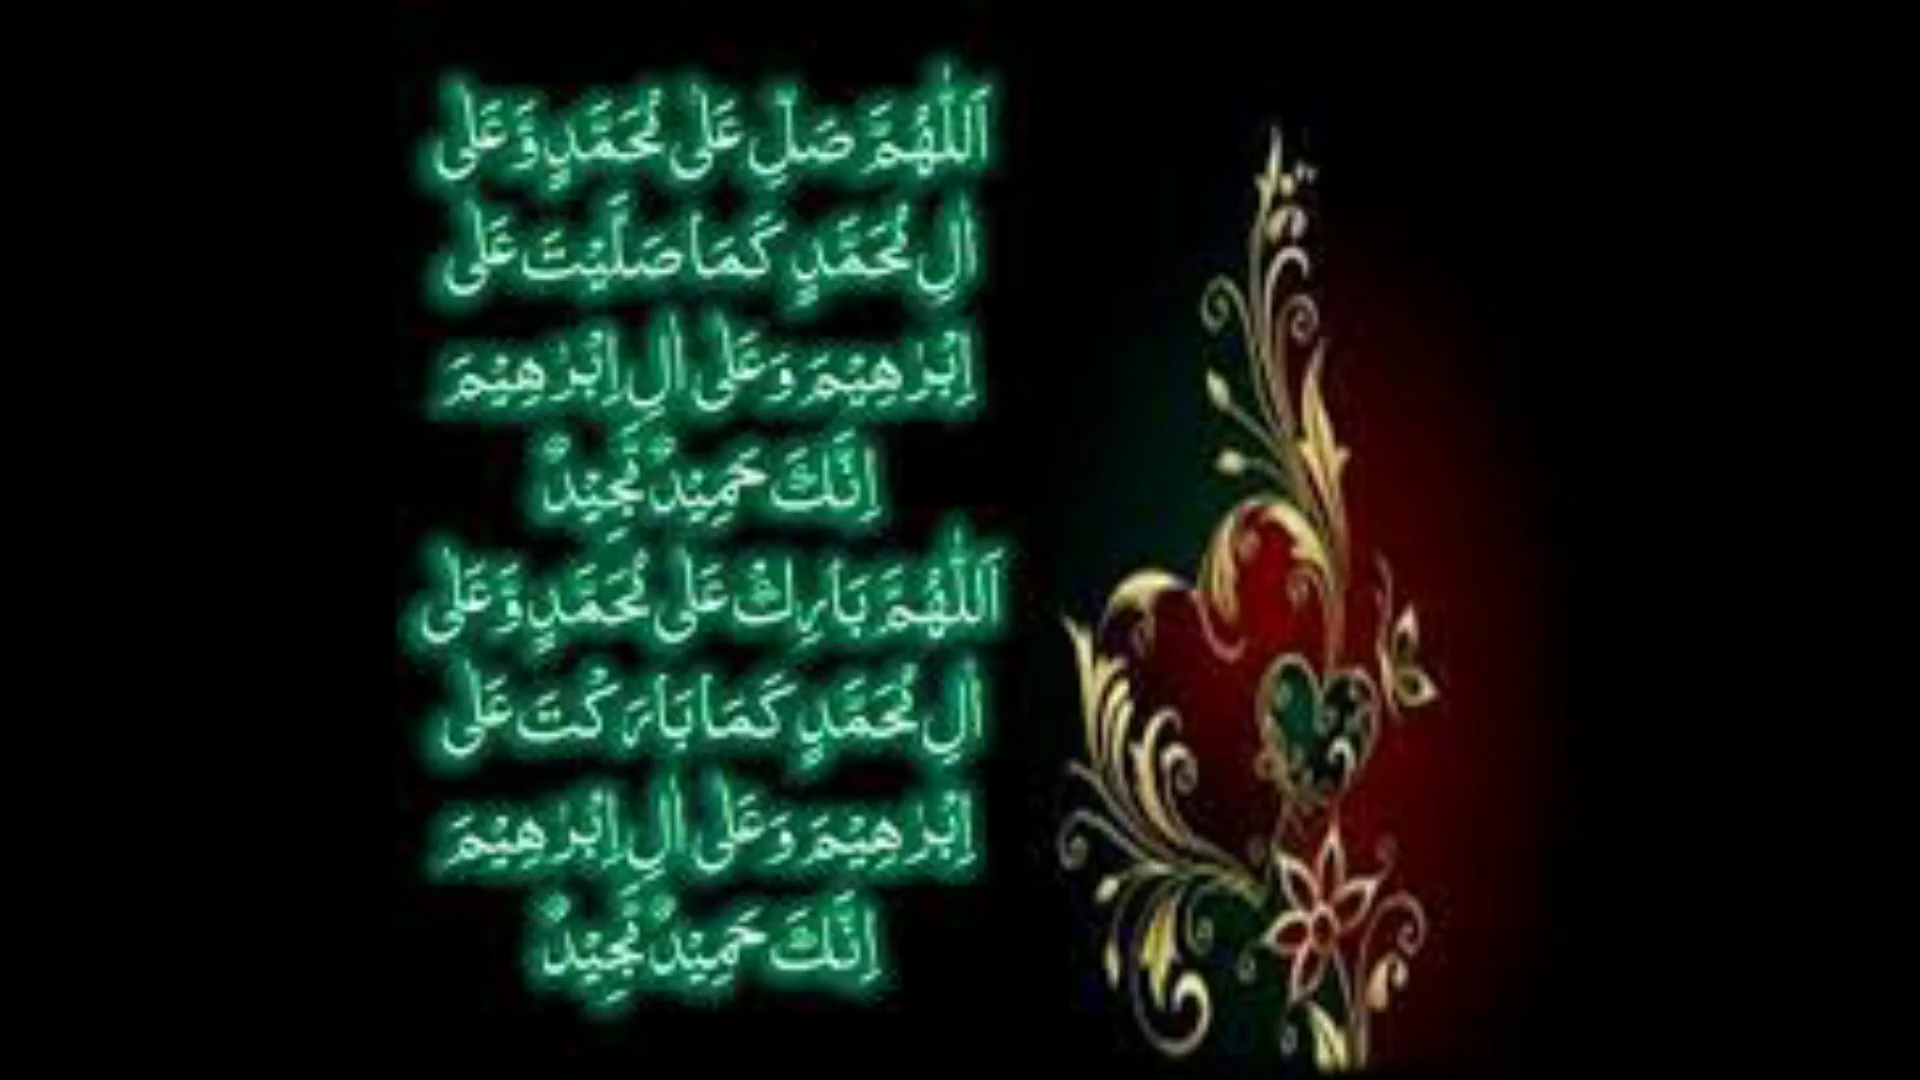 اَللّٰهُمَّ صَلِّ عَلٰى مُحَمَّدٍ وَّعَلٰى
اٰلِ مُحَمَّدٍ كَمَا صَلَّيْتَ عَلٰى
اِبْرٰهِيْمَ وَعَلٰى اٰلِ اِبْرٰهِيْمَ
اِنَّكَ حَمِيْدٌ مَّجِيْدٌ
اَللّٰهُمَّ بَارِكْ عَلٰى مُحَمَّدٍ وَّعَلٰى
اٰلِ مُحَمَّدٍ كَمَا بَارَكْتَ عَلٰى
اِبْرٰهِيْمَ وَعَلٰى اٰلِ اِبْرٰهِيْمَ
اِنَّكَ حَمِيْدٌ مَّجِيْدٌ